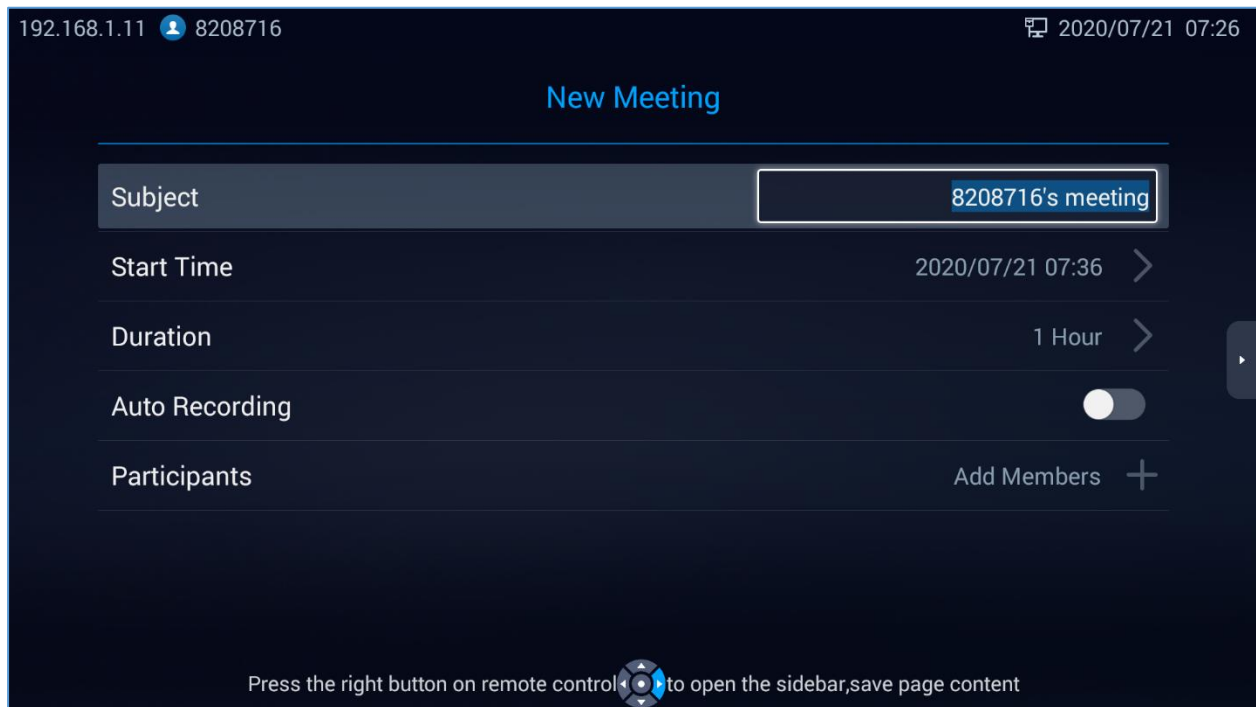 192.168.1.11 8208716 2020/07/21 07:26
New Meeting
Subject 8208716's meeting
Start Time 2020/07/21 07:36
Duration 1 Hour
Auto Recording
Participants Add Members
Press the right button on remote control to open the sidebar,save page content